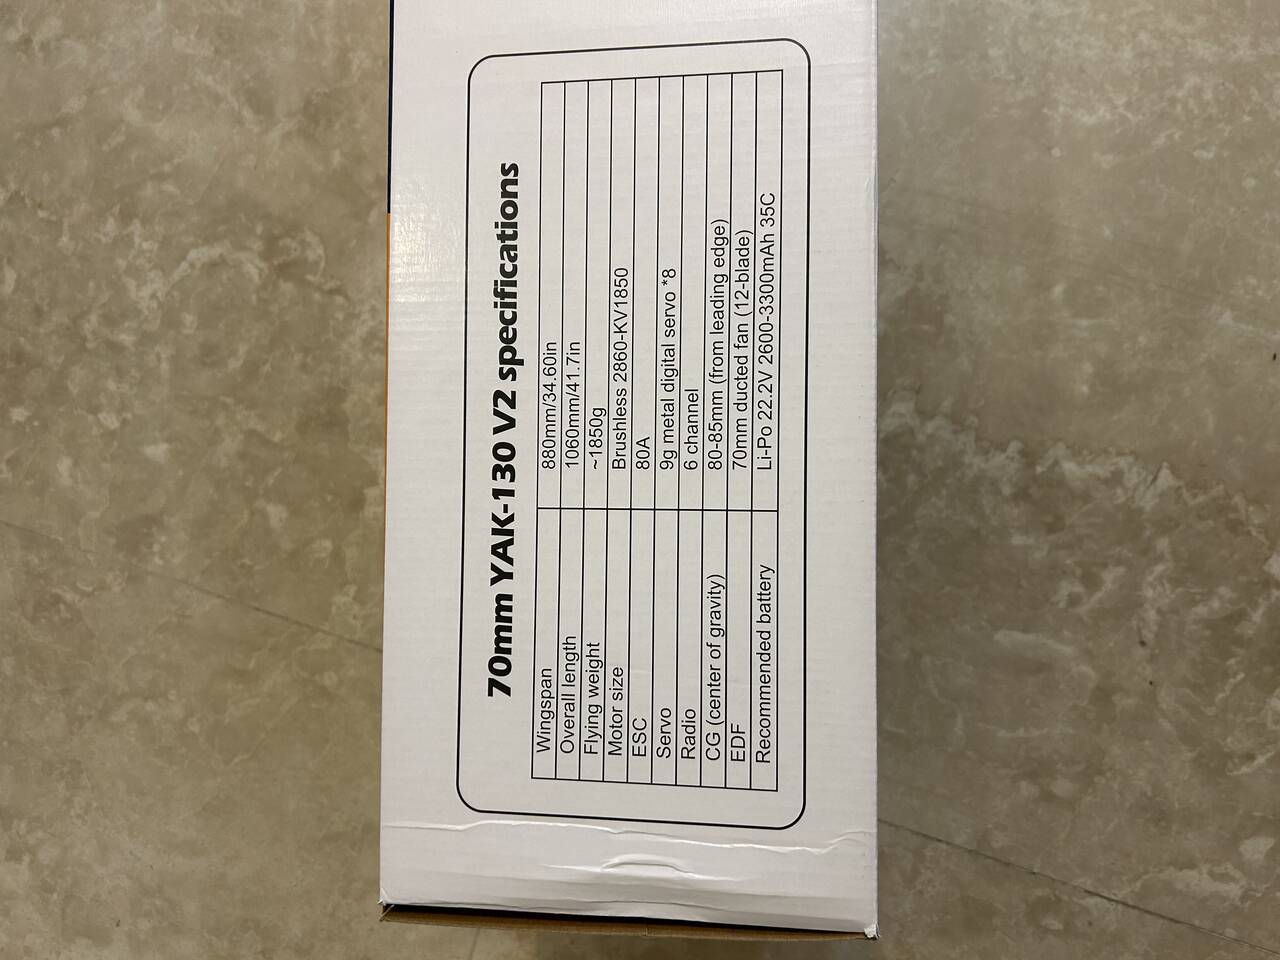 70mm YAK-130 V2 specifications
Wingspan 880mm/34.60in
Overall length 1060mm/41.7in
Flying weight ~1850g
Motor size Brushless 2860-KV1850
ESC 80A
Servo 9g metal digital servo *8
Radio 6 channel
CG (center of gravity) 80-85mm (from leading edge)
EDF 70mm ducted fan (12-blade)
Recommended battery Li-Po 22.2V 2600-3300mAh 35C